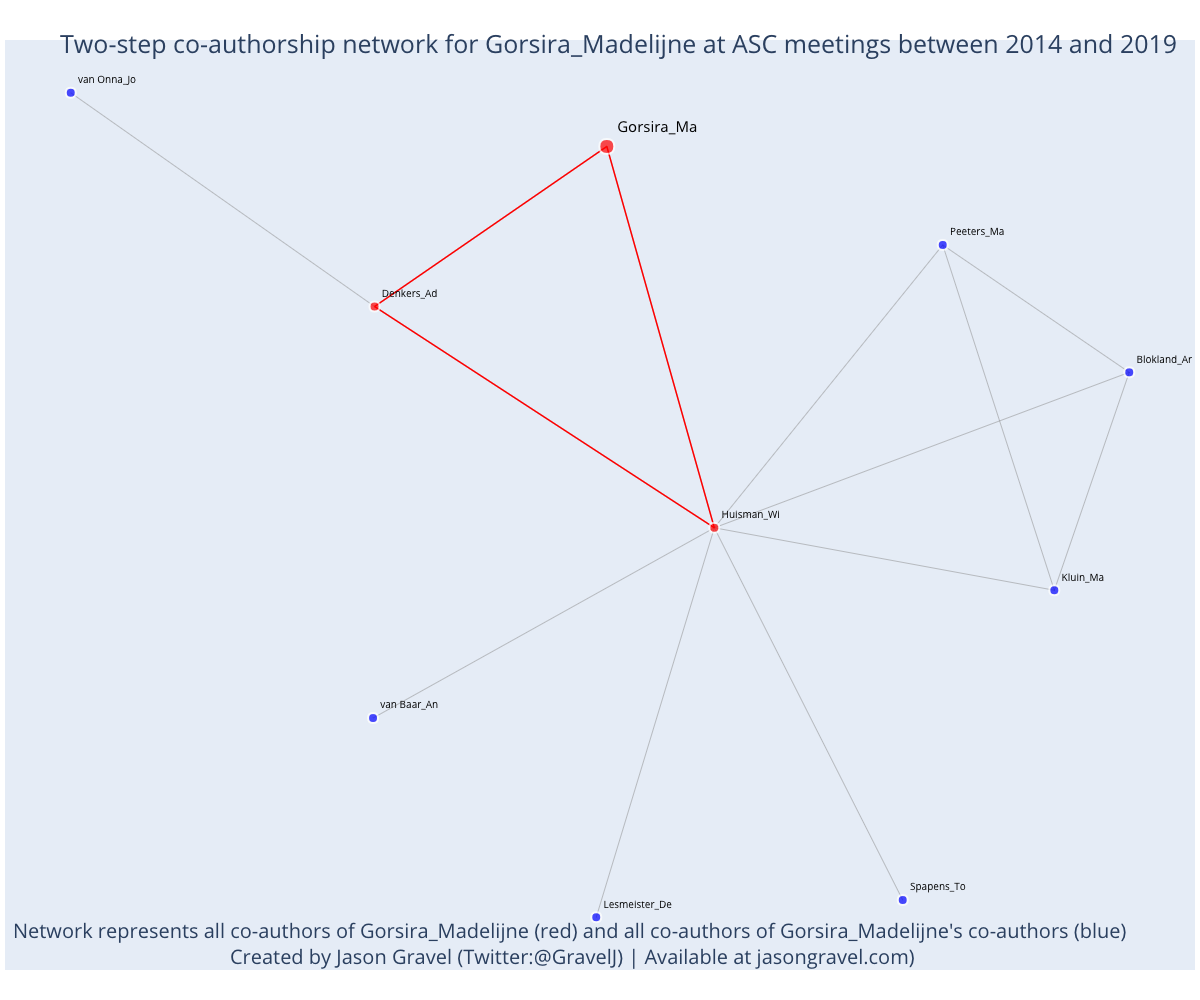 Two-step co-authorship network for Gorsira_Madelijne at ASC meetings between 2014 and 2019
van Onna_Jo
Gorsira_Ma
Peeters_Ma
Denkers_Ad
Blokland_Ar
Huisman_Wi
Kluin_Ma
van Baar_An
Spapens_To
Lesmeister_De
Network represents all co-authors of Gorsira_Madelijne (red) and all co-authors of Gorsira_Madelijne's co-authors (blue)
Created by Jason Gravel (Twitter:@GravelJ) | Available at jasongravel.com)